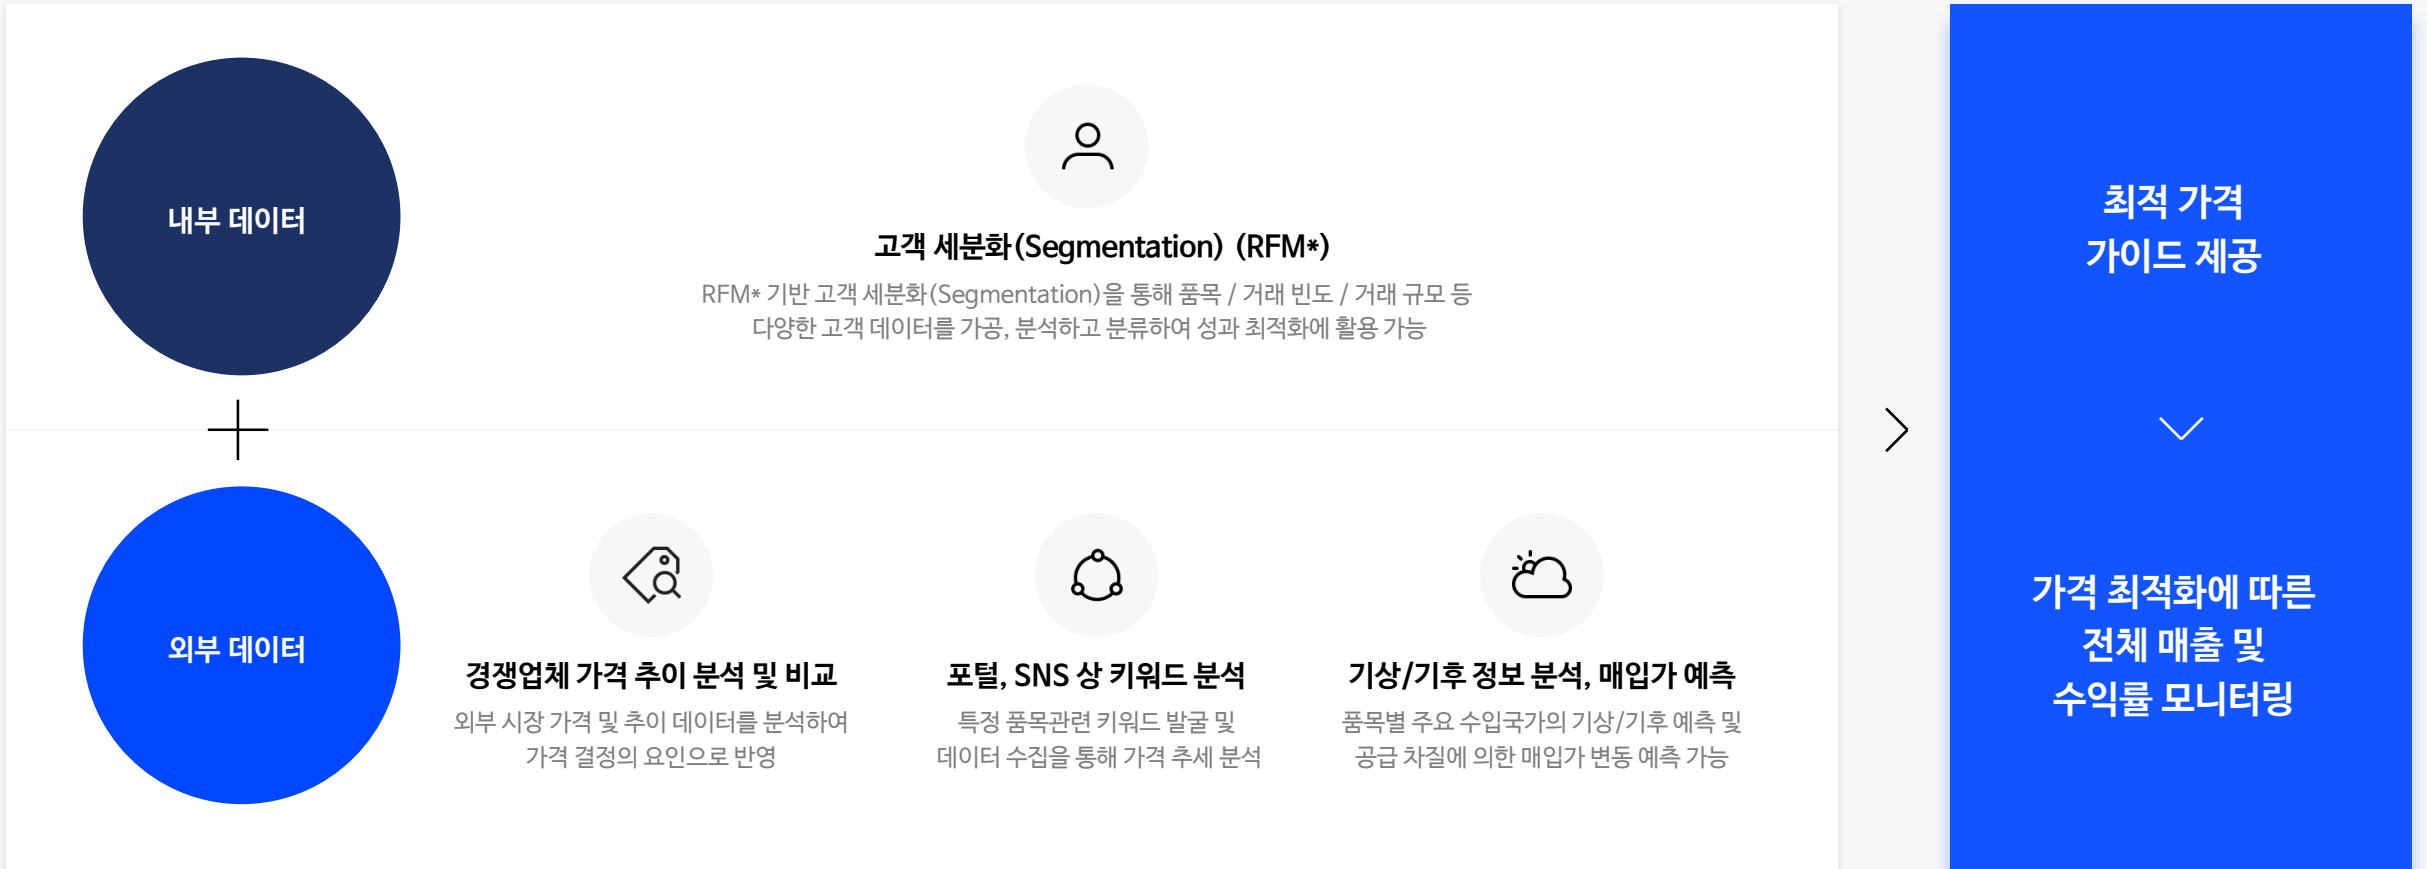 내부 데이터
고객 세분화(Segmentation) (RFM*)
RFM* 기반 고객 세분화(Segmentation)을 통해 품목 / 거래 빈도 / 거래 규모 등
다양한 고객 데이터를 가공, 분석하고 분류하여 성과 최적화에 활용 가능
외부 데이터
경쟁업체 가격 추이 분석 및 비교
외부 시장 가격 및 추이 데이터를 분석하여
가격 결정의 요인으로 반영
포털, SNS 상 키워드 분석
특정 품목관련 키워드 발굴 및
데이터 수집을 통해 가격 추세 분석
기상/기후 정보 분석, 매입가 예측
품목별 주요 수입국가의 기상/기후 예측 및
공급 차질에 의한 매입가 변동 예측 가능
최적 가격
가이드 제공
가격 최적화에 따른
전체 매출 및
수익률 모니터링